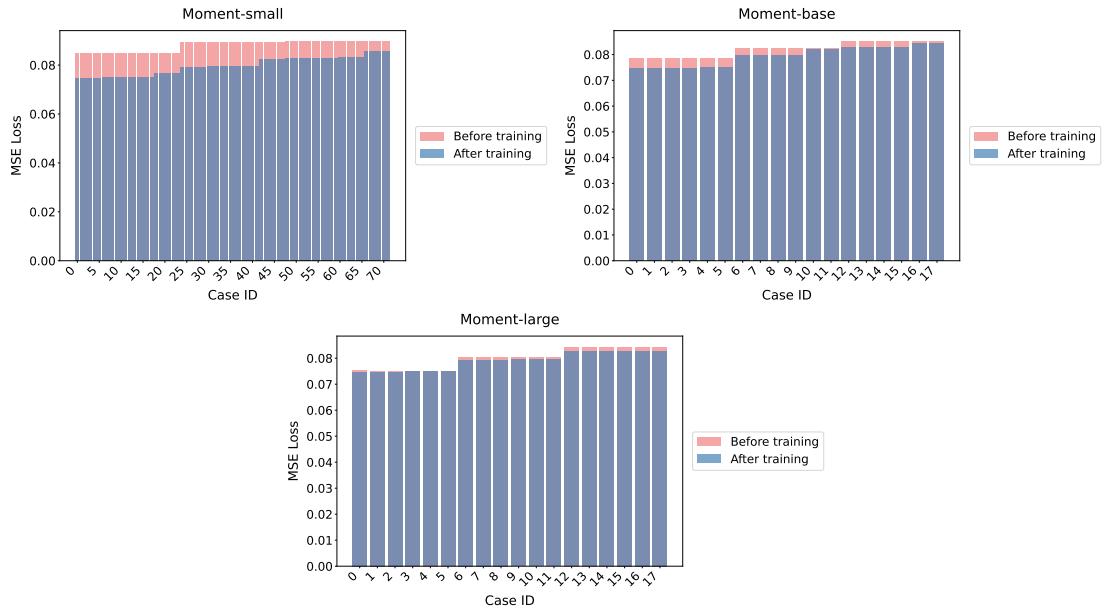 Moment-small
MSE Loss
0.08
0.06
0.04
0.02
0.00
0 5 10 15 20 25 30 35 40 45 50 55 60 65 70
Case ID
Before training
After training
Moment-base
MSE Loss
0.08
0.07
0.06
0.05
0.04
0.03
0.02
0.01
0.00
0 1 2 3 4 5 6 7 8 9 10 11 12 13 14 15 16 17
Case ID
Before training
After training
Moment-large
MSE Loss
0.08
0.07
0.06
0.05
0.04
0.03
0.02
0.01
0.00
0 1 2 3 4 5 6 7 8 9 10 11 12 13 14 15 16 17
Case ID
Before training
After training